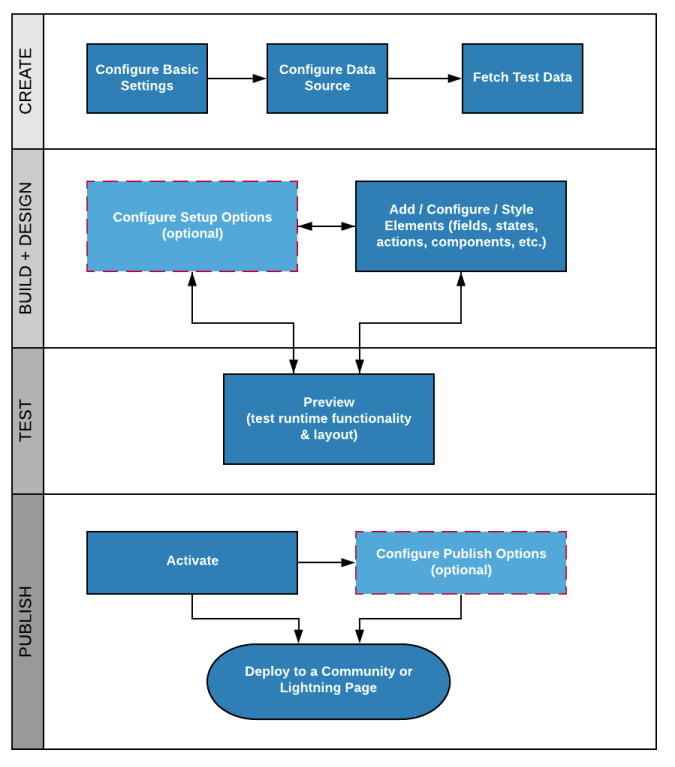 CREATE
Configure Basic
Settings
Configure Data
Source
Fetch Test Data
BUILD + DESIGN
Configure Setup Options
(optional)
Add / Configure / Style
Elements (fields, states,
actions, components, etc.)
TEST
Preview
(test runtime functionality
& layout)
PUBLISH
Activate
Configure Publish Options
(optional)
Deploy to a Community or
Lightning Page